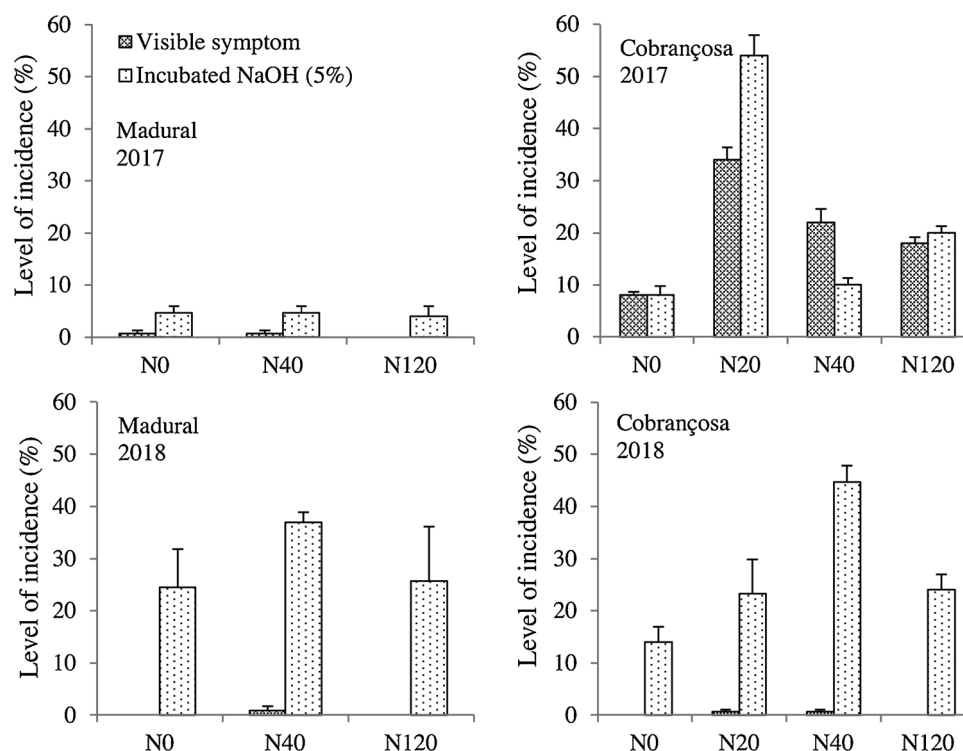 Level of incidence (%)
60
50
40
30
20
10
0
Visible symptom
Incubated NaOH (5%)
Madural
2017
N0
N40
N120
Level of incidence (%)
60
50
40
30
20
10
0
Cobrançosa
2017
N0
N20
N40
N120
Level of incidence (%)
60
50
40
30
20
10
0
Madural
2018
N0
N40
N120
Level of incidence (%)
60
50
40
30
20
10
0
Cobrançosa
2018
N0
N20
N40
N120